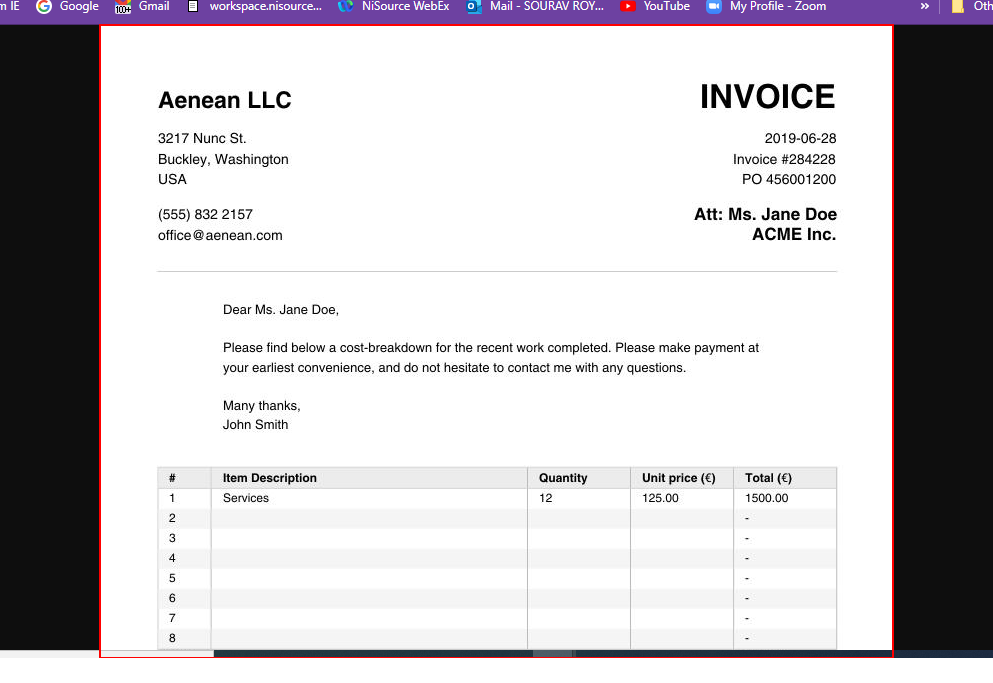 m IE Google Gmail workspace.nisource... NiSource WebEx Mail - SOURAV ROY... YouTube My Profile - Zoom » Oth
100+
Aenean LLC
INVOICE
3217 Nunc St.
Buckley, Washington
USA
2019-06-28
Invoice #284228
PO 456001200
(555) 832 2157
office@aenean.com
Att: Ms. Jane Doe
ACME Inc.
Dear Ms. Jane Doe,
Please find below a cost-breakdown for the recent work completed. Please make payment at
your earliest convenience, and do not hesitate to contact me with any questions.
Many thanks,
John Smith
# Item Description Quantity Unit price (€) Total (€)
1 Services 12 125.00 1500.00
2 -
3 -
4 -
5 -
6 -
7 -
8 -